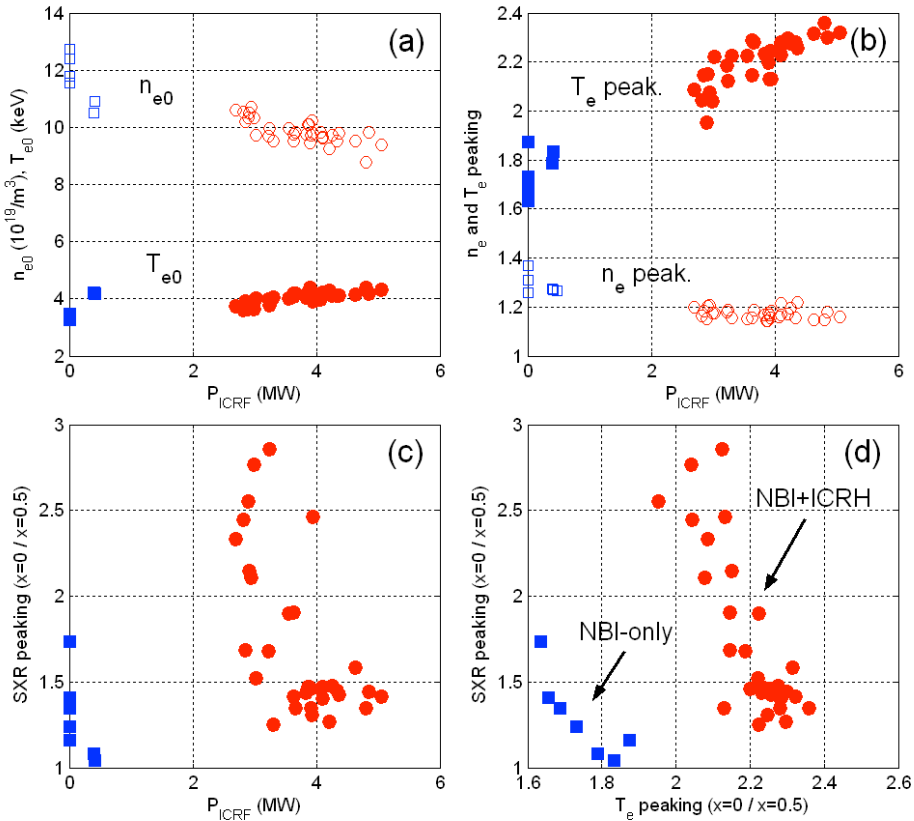 n_e0 (10^19/m^3), T_e0 (keV)
14
12
10
8
6
4
2
(a)
n_e0
T_e0
0
2
4
6
P_ICRF (MW)
n_e and T_e peaking
2.4
2.2
2
1.8
1.6
1.4
1.2
1
(b)
T_e peak.
n_e peak.
0
2
4
6
P_ICRF (MW)
SXR peaking (x=0 / x=0.5)
3
2.5
2
1.5
1
(c)
0
2
4
6
P_ICRF (MW)
SXR peaking (x=0 / x=0.5)
3
2.5
2
1.5
1
(d)
NBI+ICRH
NBI-only
1.6
1.8
2
2.2
2.4
2.6
T_e peaking (x=0 / x=0.5)